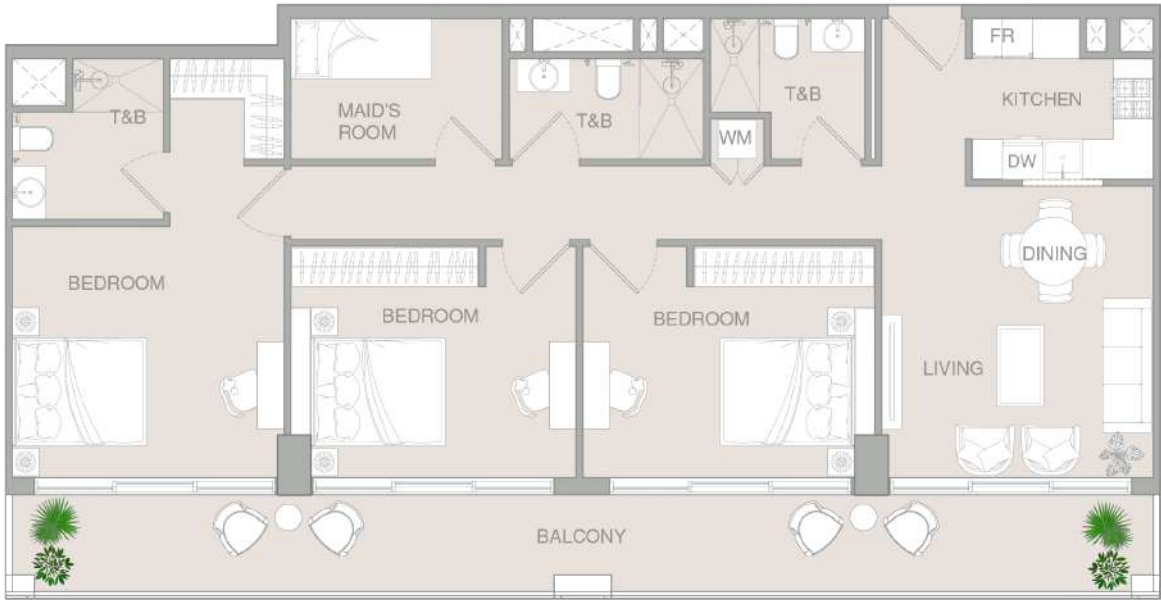 FR
T&B
MAID'S
ROOM
T&B
T&B
KITCHEN
WM
DW
DINING
BEDROOM
BEDROOM
BEDROOM
LIVING
BALCONY